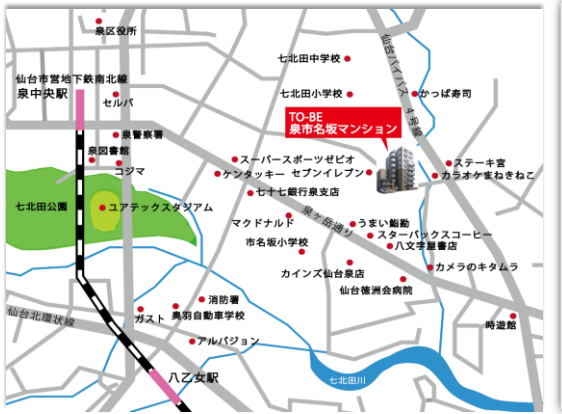 泉区役所
七北田中学校
仙台市営地下鉄南北線
泉中央駅
セルバ
七北田小学校
仙台バイパス 4号線
かっぱ寿司
TO-BE
泉市名坂マンション
泉警察署
泉図書館
コジマ
スーパースポーツゼビオ
ケンタッキー
セブンイレブン
ステーキ宮
カラオケまねきねこ
七十七銀行泉支店
七北田公園
ユアテックスタジアム
マクドナルド
泉ヶ岳通り
うまい鮨勘
スターバックスコーヒー
八文字屋書店
市名坂小学校
カインズ仙台泉店
カメラのキタムラ
仙台徳洲会病院
消防署
ガスト
奥羽自動車学校
仙台北環状線
時遊館
アルパジョン
八乙女駅
七北田川